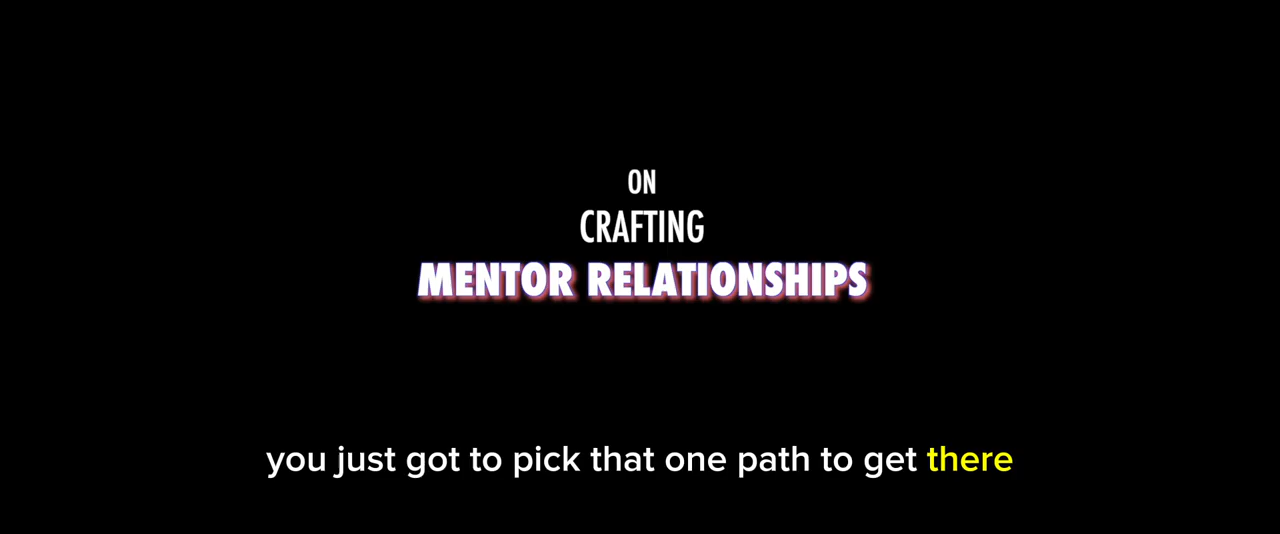 ON
CRAFTING
MENTOR RELATIONSHIPS
you just got to pick that one path to get there